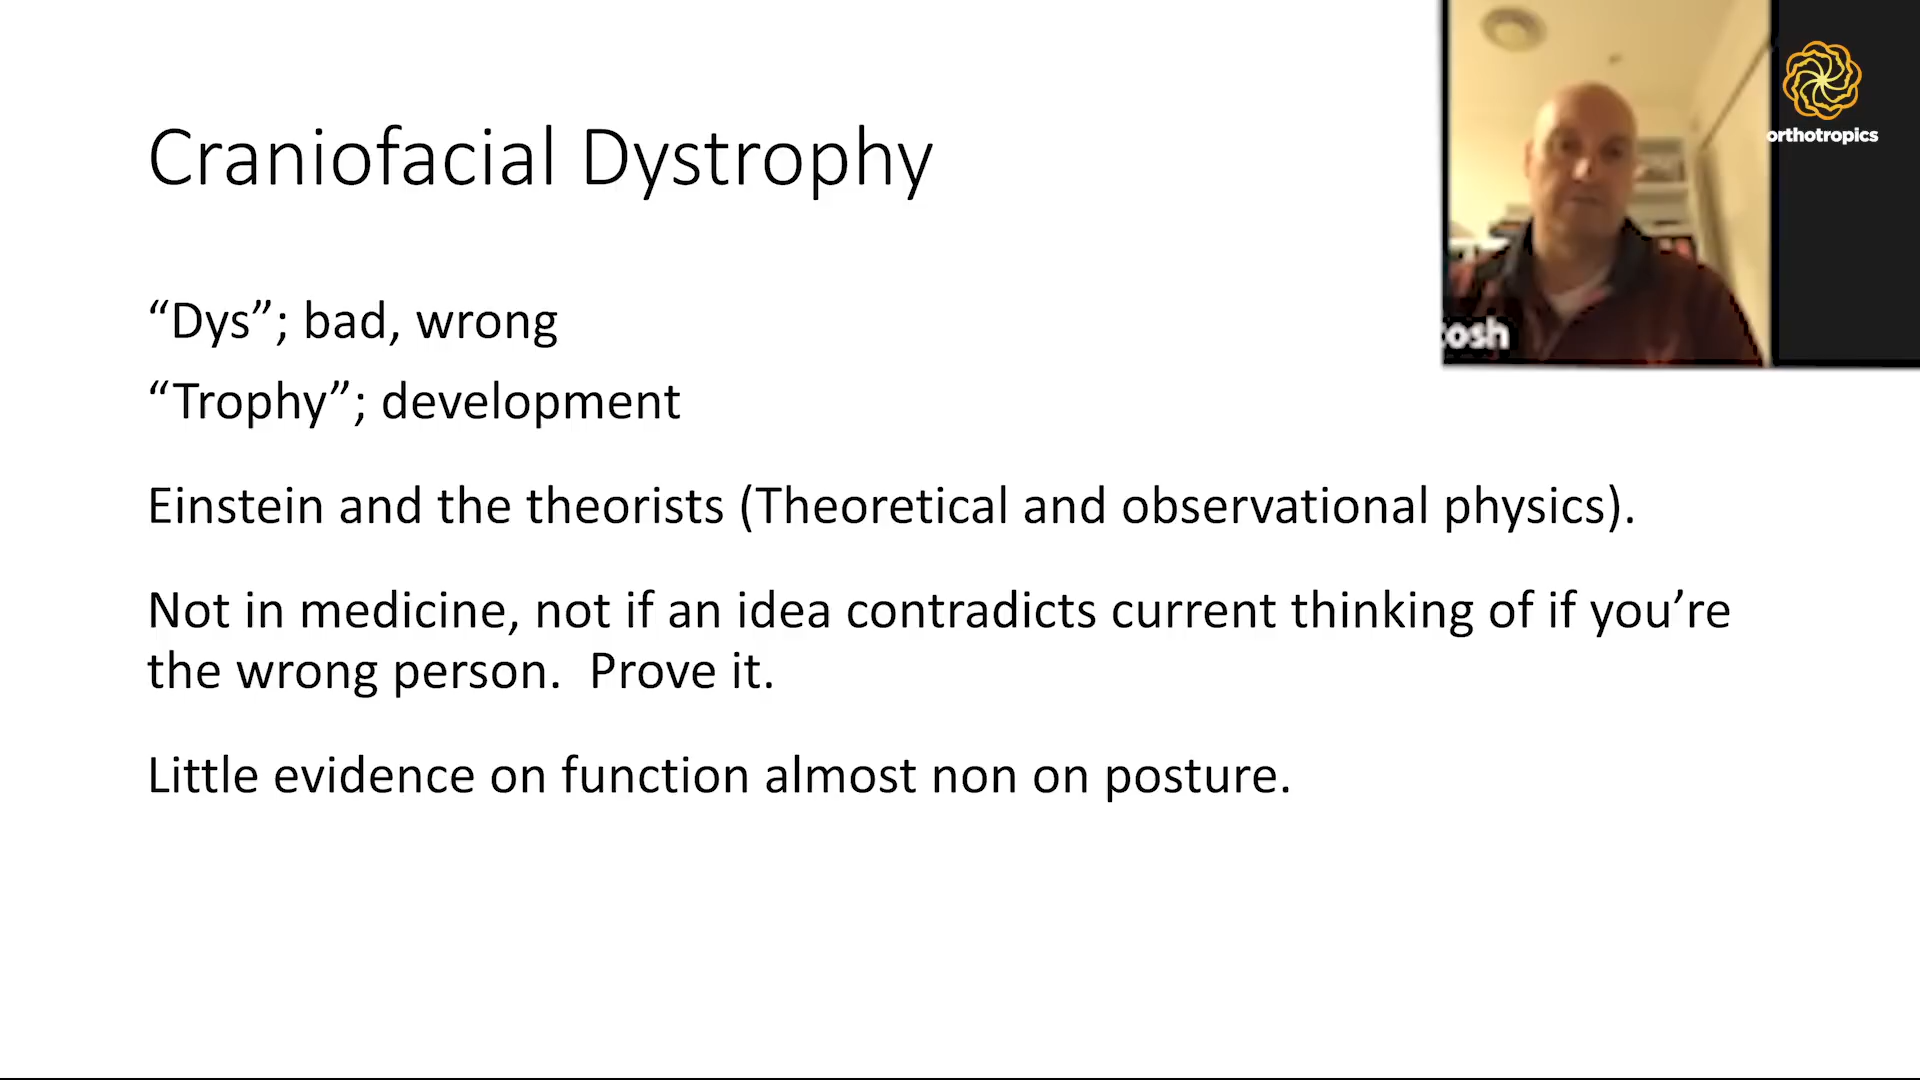 Craniofacial Dystrophy
“Dys”; bad, wrong
“Trophy”; development
Einstein and the theorists (Theoretical and observational physics).
Not in medicine, not if an idea contradicts current thinking of if you’re
the wrong person.  Prove it.
Little evidence on function almost non on posture.
orthotropics
osh